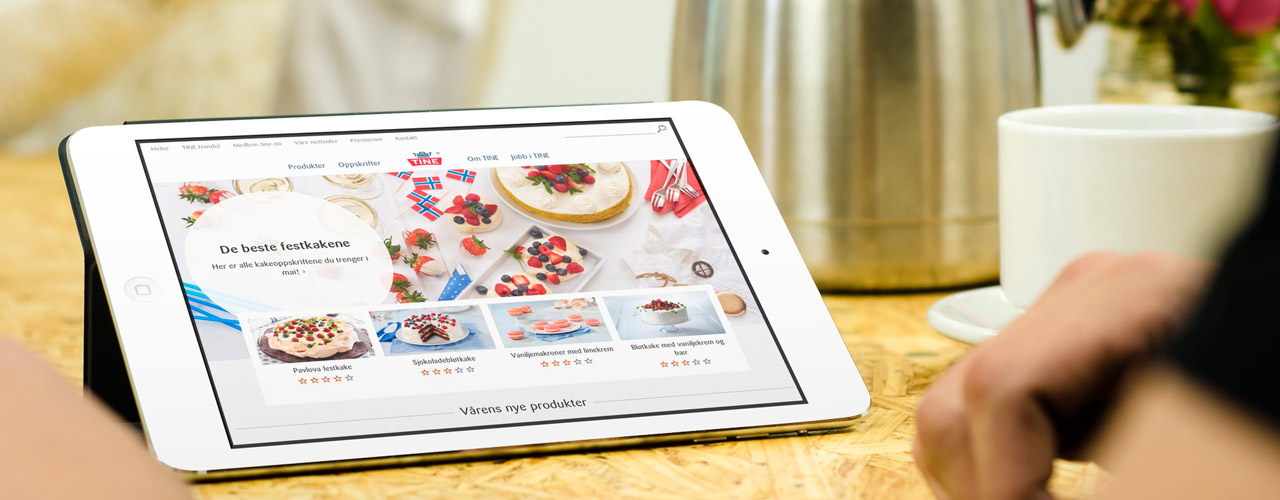 Helse TINE Handel Medlem.tine.no Våre nettsider Presserom Kontakt
Produkter Oppskrifter TINE Om TINE Jobb i TINE
De beste festkakene
Her er alle kakeoppskriftene du trenger i
mai! ›
Pavlova festkake
Sjokoladebløtkake
Vaniljemakroner med limekrem
Bløtkake med vaniljekrem og
bær
Vårens nye produkter